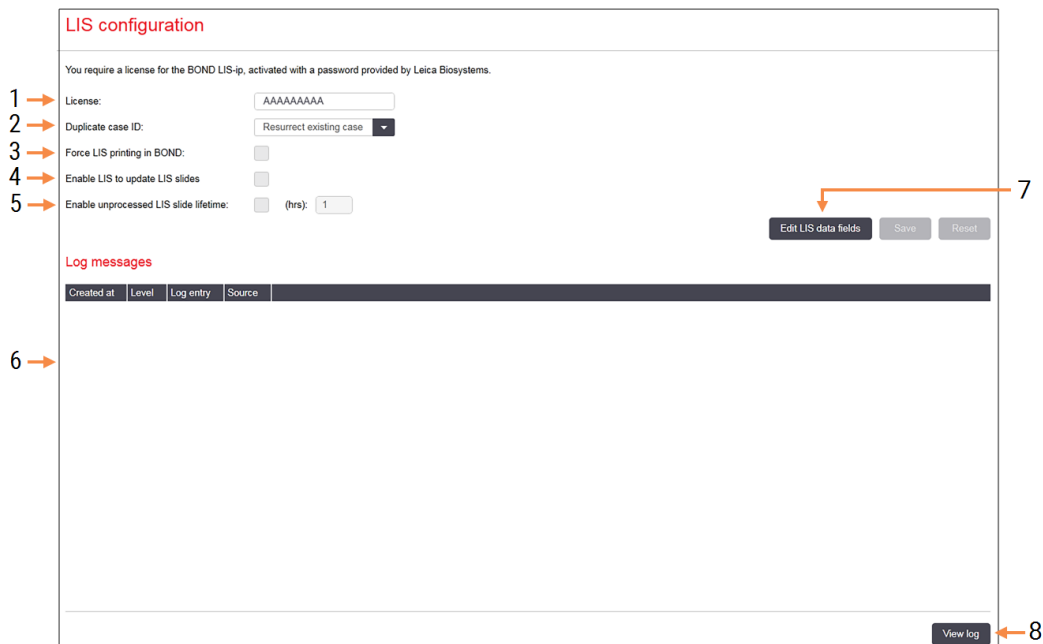 LIS configuration
You require a license for the BOND LIS-ip, activated with a password provided by Leica Biosystems.
1 License: AAAAAAAAA
2 Duplicate case ID: Resurrect existing case
3 Force LIS printing in BOND:
4 Enable LIS to update LIS slides
5 Enable unprocessed LIS slide lifetime: (hrs): 1
7
Edit LIS data fields Save Reset
Log messages
Created at Level Log entry Source
6
View log 8